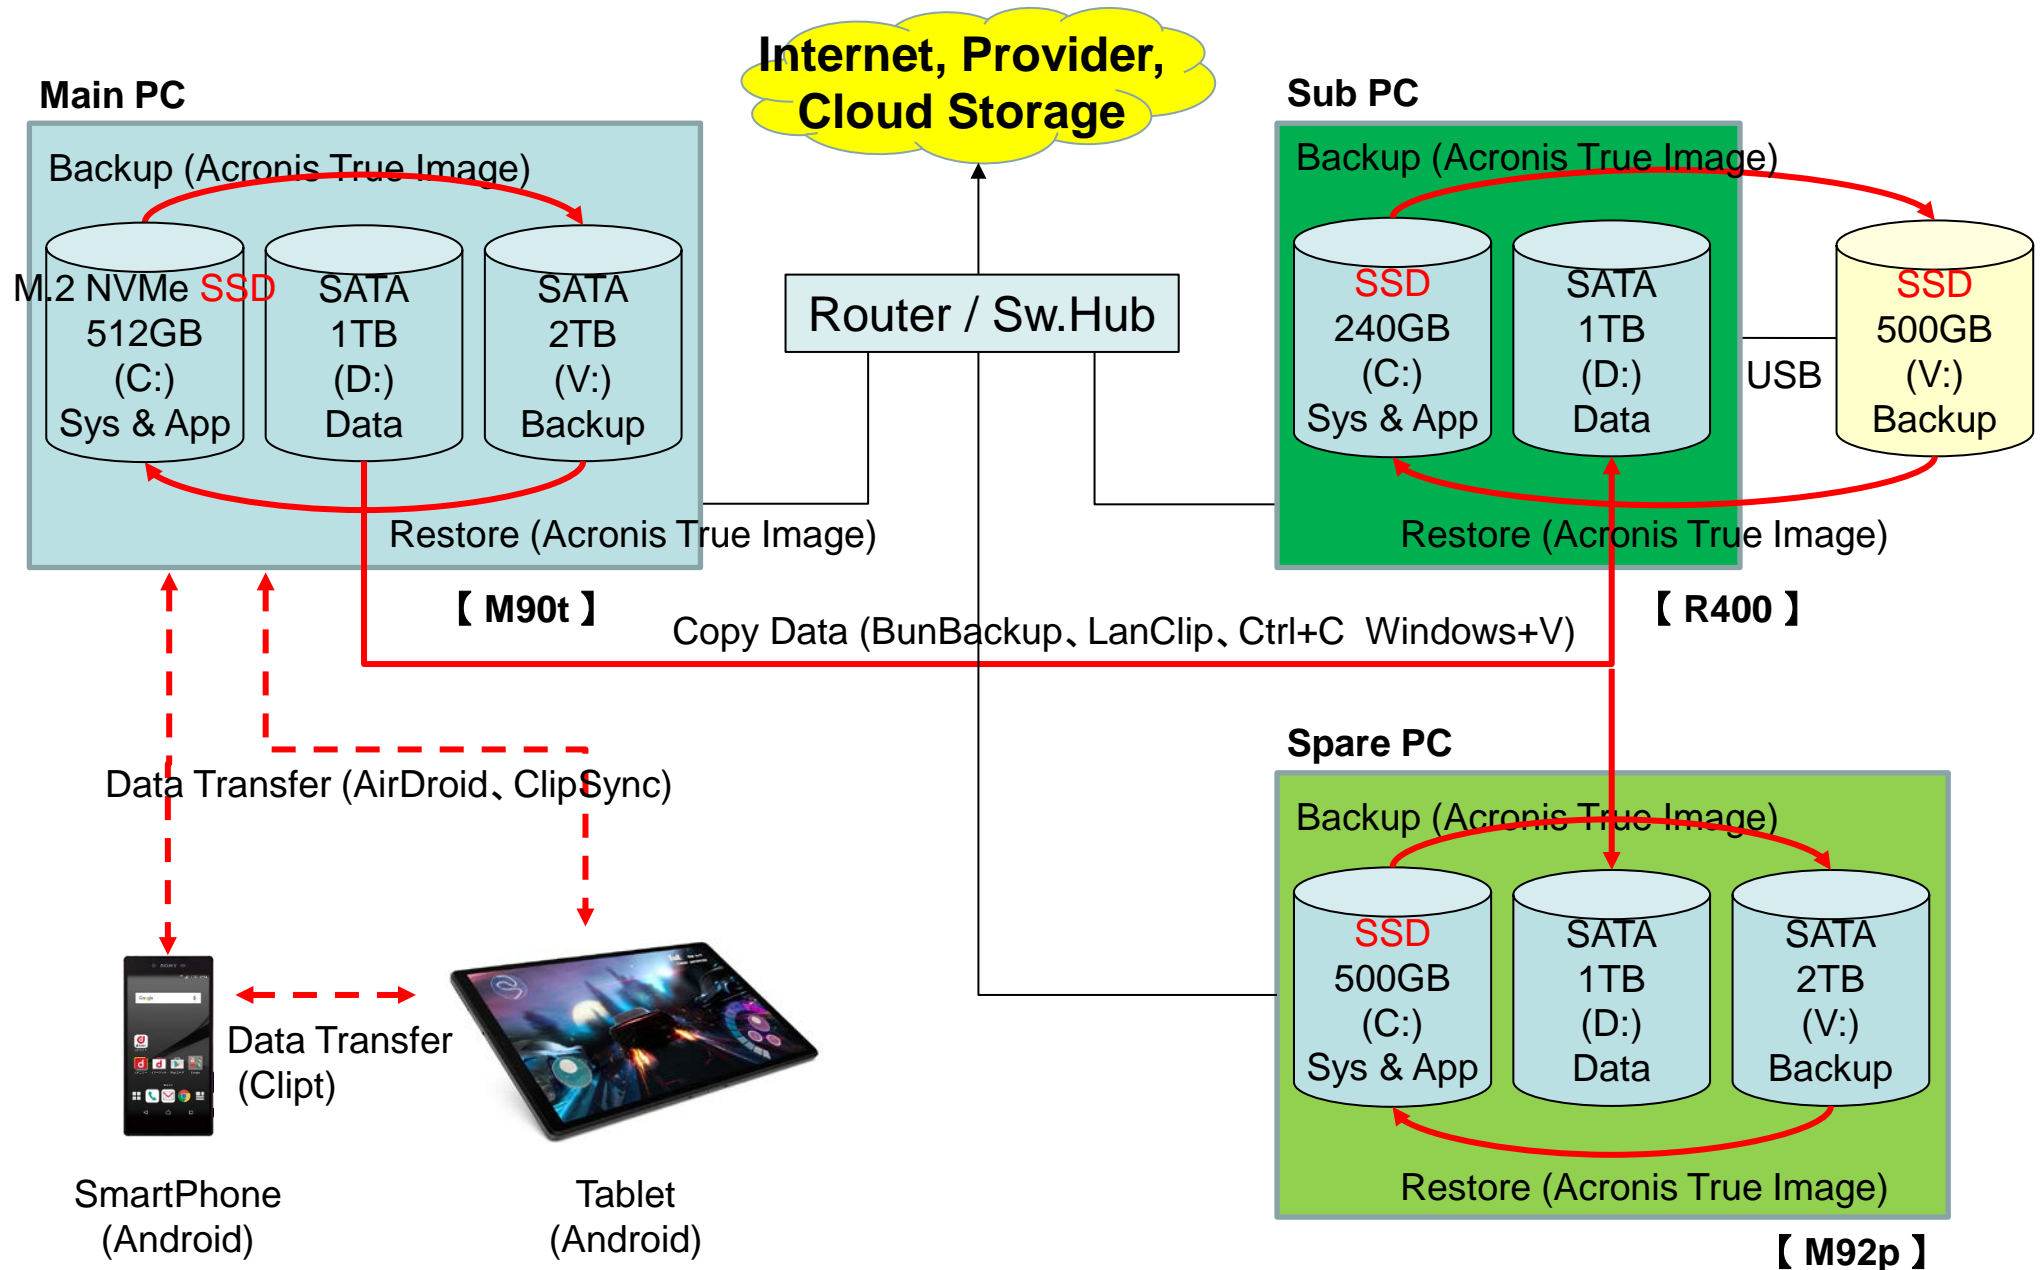 Internet, Provider,
Cloud Storage
Main PC
Backup (Acronis True Image)
M.2 NVMe SSD
512GB
(C:)
Sys & App
SATA
1TB
(D:)
Data
SATA
2TB
(V:)
Backup
Restore (Acronis True Image)
【 M90t 】
Router / Sw.Hub
Sub PC
Backup (Acronis True Image)
SSD
240GB
(C:)
Sys & App
SATA
1TB
(D:)
Data
USB
SSD
500GB
(V:)
Backup
Restore (Acronis True Image)
【 R400 】
Copy Data (BunBackup、LanClip、Ctrl+C  Windows+V)
Data Transfer (AirDroid、ClipSync)
Spare PC
Backup (Acronis True Image)
SSD
500GB
(C:)
Sys & App
SATA
1TB
(D:)
Data
SATA
2TB
(V:)
Backup
Restore (Acronis True Image)
【 M92p 】
SONY
Google
Data Transfer
(Clipt)
SmartPhone
(Android)
Tablet
(Android)